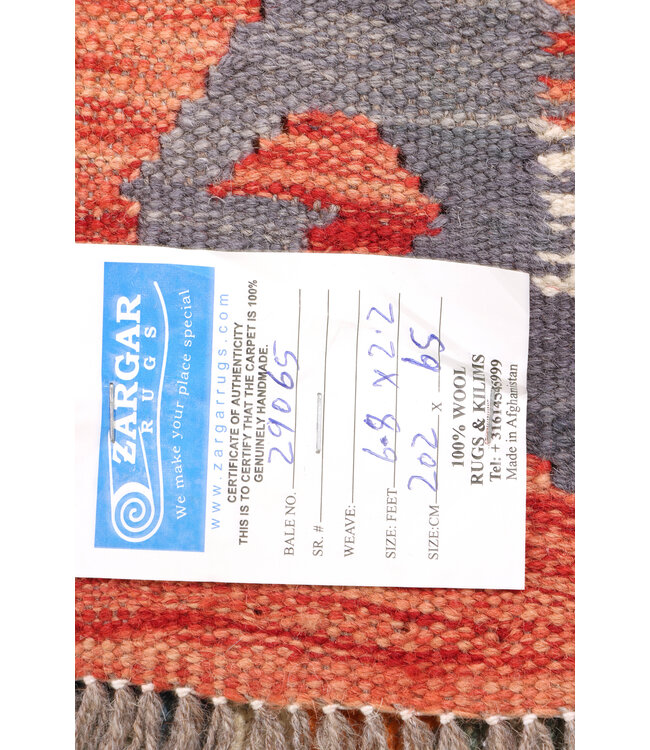 ZARGAR
RUGS
We make your place special
www.zargarrugs.com
CERTIFICATE OF AUTHENTICITY
THIS IS TO CERTIFY THAT THE CARPET IS 100%
GENUINELY HANDMADE.
BALE NO. 29065
SR. #
WEAVE:
SIZE: FEET 6.8 X 2.2
SIZE:CM 202 X 65
100% WOOL
RUGS & KILIMS
Tel: + 31614546999
Made in Afghanistan